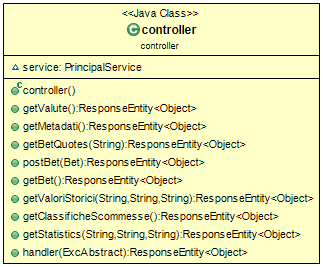 <<Java Class>>
controller
controller
service: PrincipalService
controller()
getValute():ResponseEntity<Object>
getMetadati():ResponseEntity<Object>
getBetQuotes(String):ResponseEntity<Object>
postBet(Bet):ResponseEntity<Object>
getBet():ResponseEntity<Object>
getValoriStorici(String,String,String):ResponseEntity<Object>
getClassificheScommesse():ResponseEntity<Object>
getStatistics(String,String,String):ResponseEntity<Object>
handler(ExcAbstract):ResponseEntity<Object>